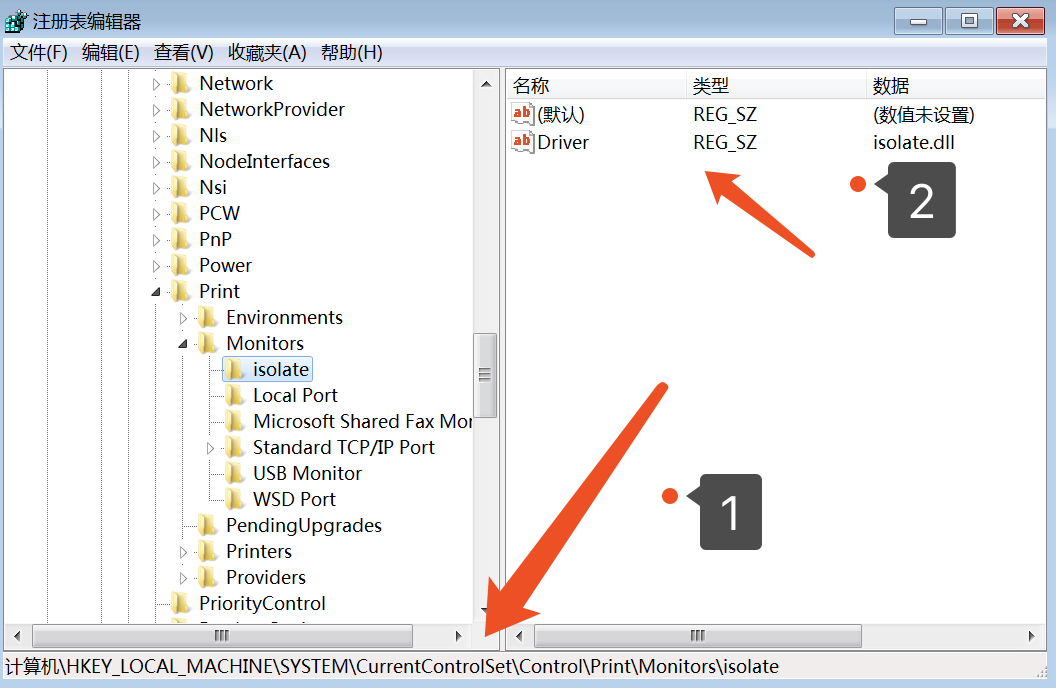 注册表编辑器
文件(F) 编辑(E) 查看(V) 收藏夹(A) 帮助(H)
Network
NetworkProvider
Nls
NodeInterfaces
Nsi
PCW
PnP
Power
Print
Environments
Monitors
isolate
Local Port
Microsoft Shared Fax Mor
Standard TCP/IP Port
USB Monitor
WSD Port
PendingUpgrades
Printers
Providers
PriorityControl
名称 类型 数据
ab (默认) REG_SZ (数值未设置)
ab Driver REG_SZ isolate.dll
2
1
计算机\HKEY_LOCAL_MACHINE\SYSTEM\CurrentControlSet\Control\Print\Monitors\isolate